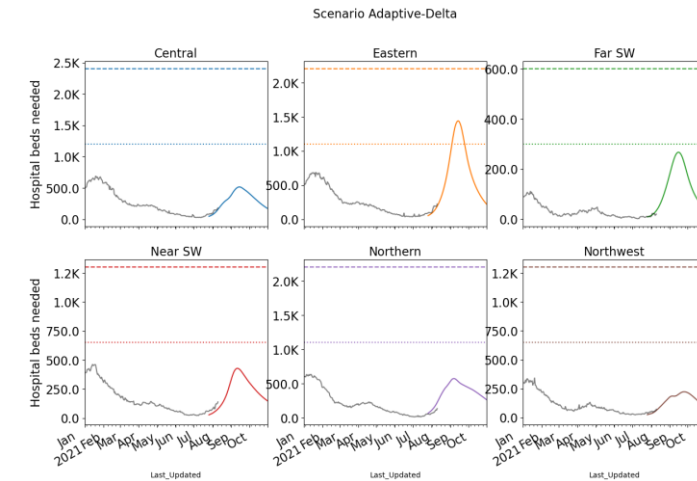 Scenario Adaptive-Delta
Central
Eastern
Far SW
Hospital beds needed
2.5K
2.0K
1.5K
1.0K
500.0
0.0
2.0K
1.5K
1.0K
500.0
0.0
600.0
400.0
200.0
0.0
Near SW
Northern
Northwest
Hospital beds needed
1.2K
1.0K
750.0
500.0
250.0
0.0
2.0K
1.5K
1.0K
500.0
0.0
1.2K
1.0K
750.0
500.0
250.0
0.0
Jan
2021 Feb Mar Apr May Jun Jul Aug Sep Oct
Jan
2021 Feb Mar Apr May Jun Jul Aug Sep Oct
Jan
2021 Feb Mar Apr May Jun Jul Aug Sep Oct
Last_Updated
Last_Updated
Last_Updated